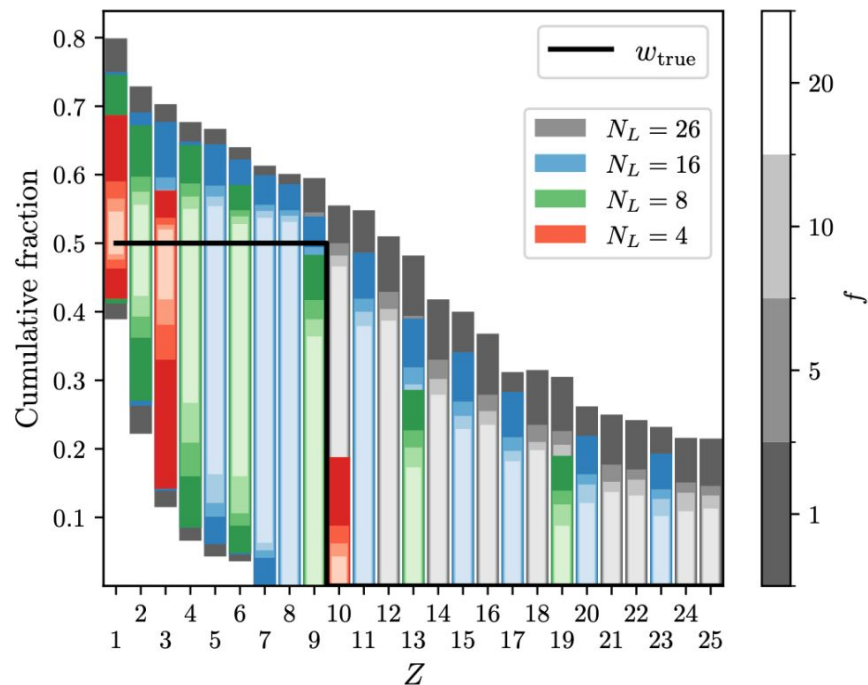 0.8
0.7
0.6
0.5
0.4
0.3
0.2
0.1
Cumulative fraction
w_true
N_L = 26
N_L = 16
N_L = 8
N_L = 4
2 4 6 8 10 12 14 16 18 20 22 24
1 3 5 7 9 11 13 15 17 19 21 23 25
Z
20
10
5
1
f